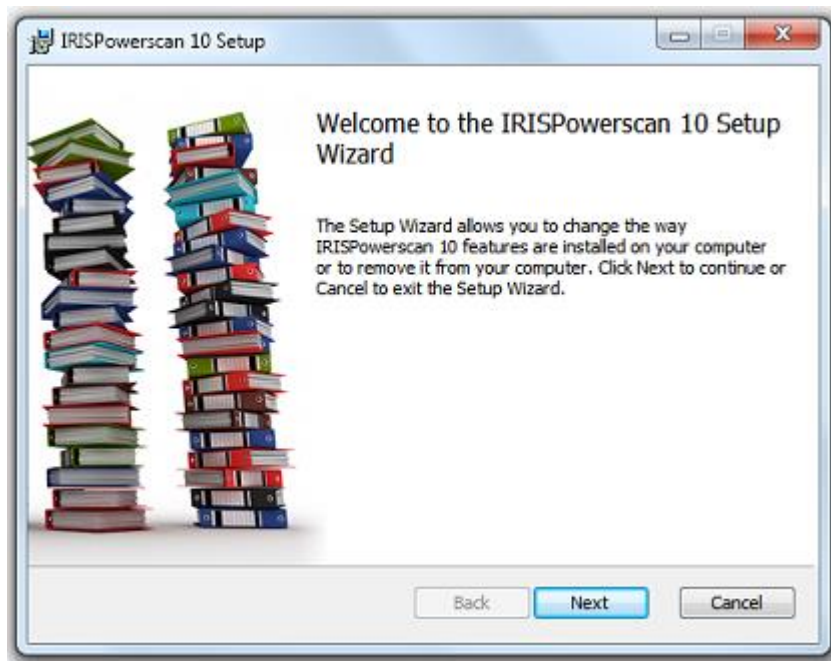 IRISPowerscan 10 Setup
Welcome to the IRISPowerscan 10 Setup
Wizard
The Setup Wizard allows you to change the way
IRISPowerscan 10 features are installed on your computer
or to remove it from your computer. Click Next to continue or
Cancel to exit the Setup Wizard.
Back Next Cancel